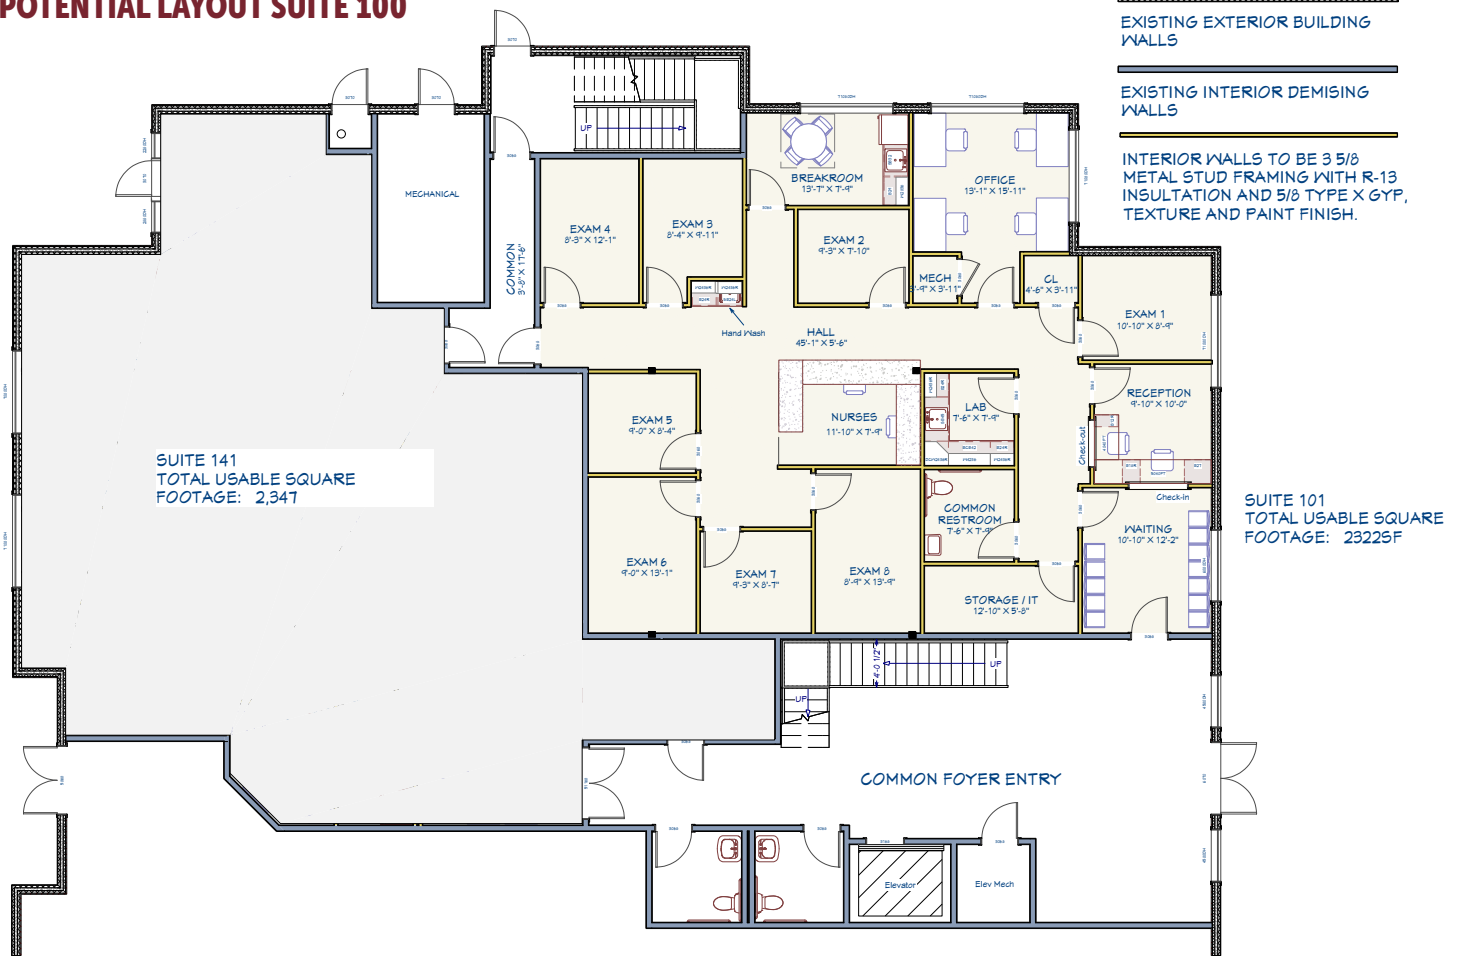 POTENTIAL LAYOUT SUITE 100
EXISTING EXTERIOR BUILDING
WALLS
EXISTING INTERIOR DEMISING
WALLS
INTERIOR WALLS TO BE 3 5/8
METAL STUD FRAMING WITH R-13
INSULTATION AND 5/8 TYPE X GYP,
TEXTURE AND PAINT FINISH.
UP
MECHANICAL
COMMON
3'-8" X 17'-6"
BREAKROOM
13'-7" X 7'-9"
OFFICE
13'-1" X 15'-11"
EXAM 4
8'-3" X 12'-1"
EXAM 3
8'-4" X 9'-11"
EXAM 2
9'-3" X 7'-10"
MECH
'-9" X 3'-11"
CL
4'-6" X 3'-11"
EXAM 1
10'-10" X 8'-9"
Hand Wash
HALL
45'-1" X 5'-6"
EXAM 5
9'-0" X 8'-4"
NURSES
11'-10" X 7'-9"
LAB
7'-6" X 7'-9"
RECEPTION
9'-10" X 10'-0"
Check-out
Check-in
SUITE 141
TOTAL USABLE SQUARE
FOOTAGE: 2,347
SUITE 101
TOTAL USABLE SQUARE
FOOTAGE: 2322SF
COMMON
RESTROOM
7'-6" X 7'-9"
WAITING
10'-10" X 12'-2"
EXAM 6
9'-0" X 13'-1"
EXAM 7
9'-3" X 8'-7"
EXAM 8
8'-9" X 13'-9"
STORAGE / IT
12'-10" X 5'-8"
4'-0 1/2"
UP
UP
COMMON FOYER ENTRY
Elevator
Elev Mech